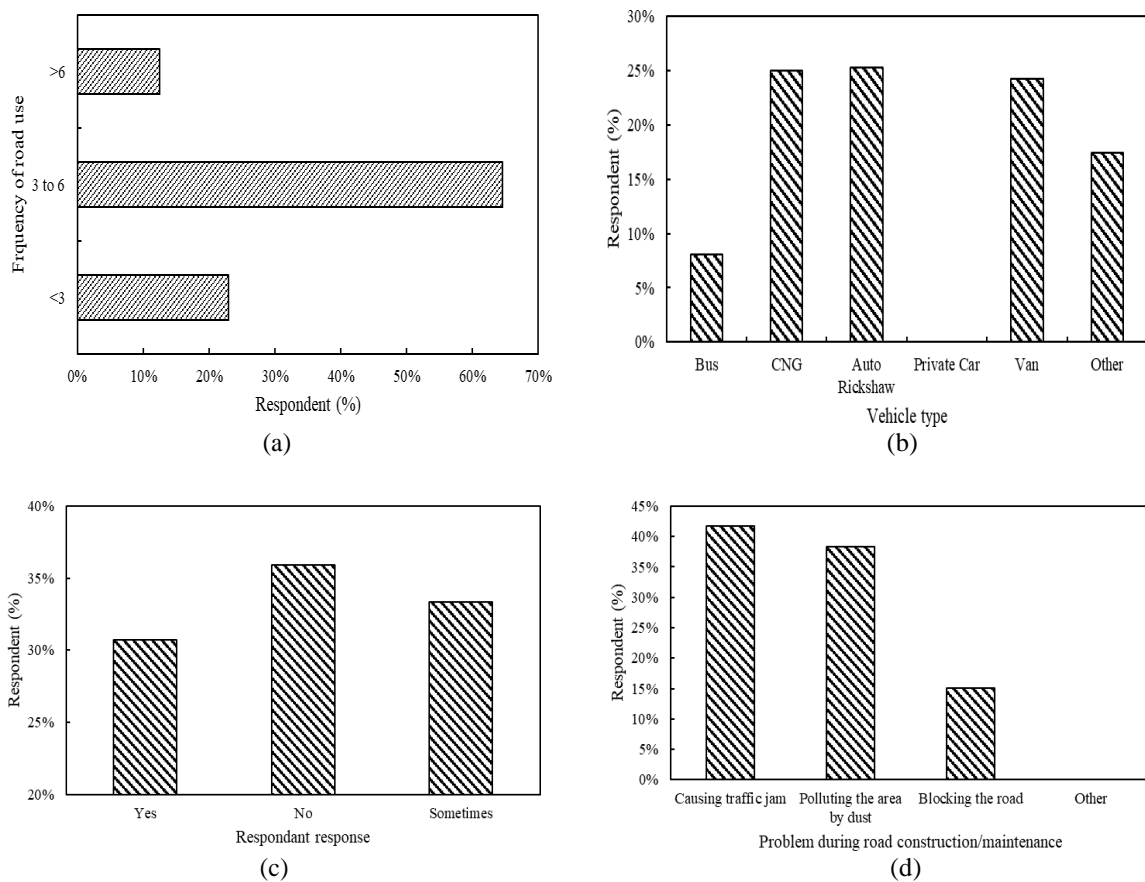 >6
3 to 6
<3
Frquency of road use
0% 10% 20% 30% 40% 50% 60% 70%
Respondent (%)
(a)
30%
25%
20%
15%
10%
5%
0%
Respondent (%)
Bus CNG Auto Rickshaw Private Car Van Other
Vehicle type
(b)
40%
35%
30%
25%
20%
Respondent (%)
Yes No Sometimes
Respondant response
(c)
45%
40%
35%
30%
25%
20%
15%
10%
5%
0%
Respondent (%)
Causing traffic jam Polluting the area by dust Blocking the road Other
Problem during road construction/maintenance
(d)